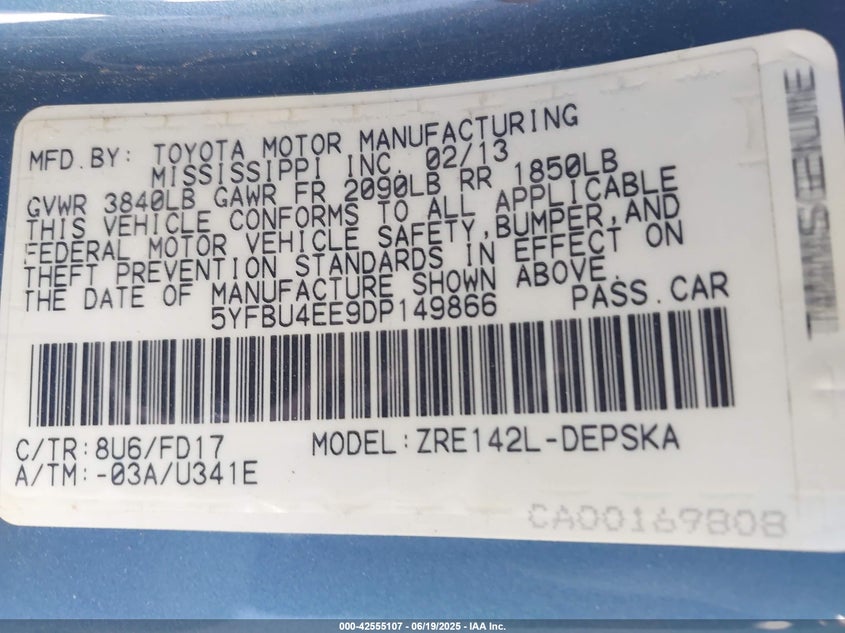 MFD.BY: TOYOTA MOTOR MANUFACTURING
MISSISSIPPI INC. 02/13
GVWR 3840LB GAWR FR 2090LB RR 1850LB
THIS VEHICLE CONFORMS TO ALL APPLICABLE
FEDERAL MOTOR VEHICLE SAFETY,BUMPER,AND
THEFT PREVENTION STANDARDS IN EFFECT ON
THE DATE OF MANUFACTURE SHOWN ABOVE.
5YFBU4EE9DP149866 PASS.CAR
C/TR:8U6/FD17 MODEL:ZRE142L-DEPSKA
A/TM:-03A/U341E
CA00169808
000-42555107 - 06/19/2025 - IAA Inc.